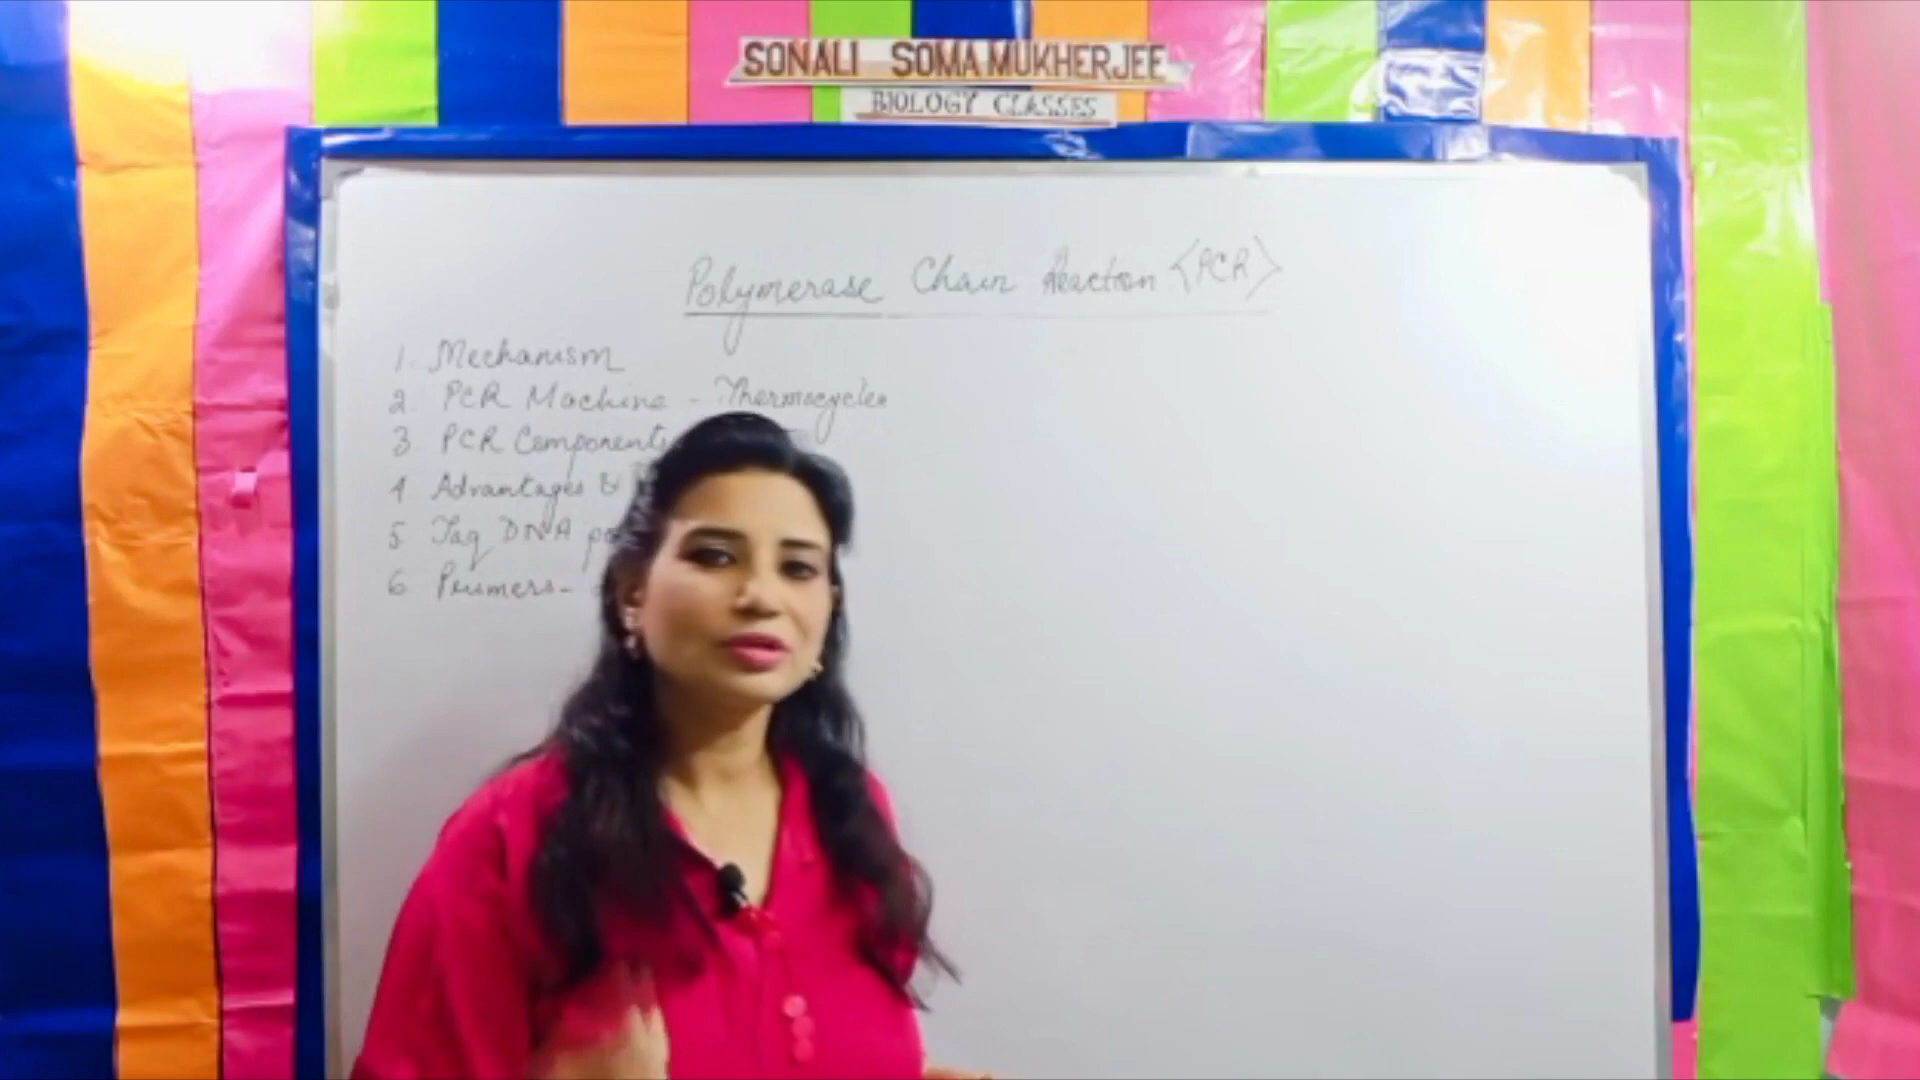 SONALI SOMA MUKHERJEE
BIOLOGY CLASSES
Polymerase Chain Reaction <PCR>
1. Mechanism
2. PCR Machine - Thermocycler
3 PCR Components
4 Advantages &
5 Taq DNA
6 Primers-